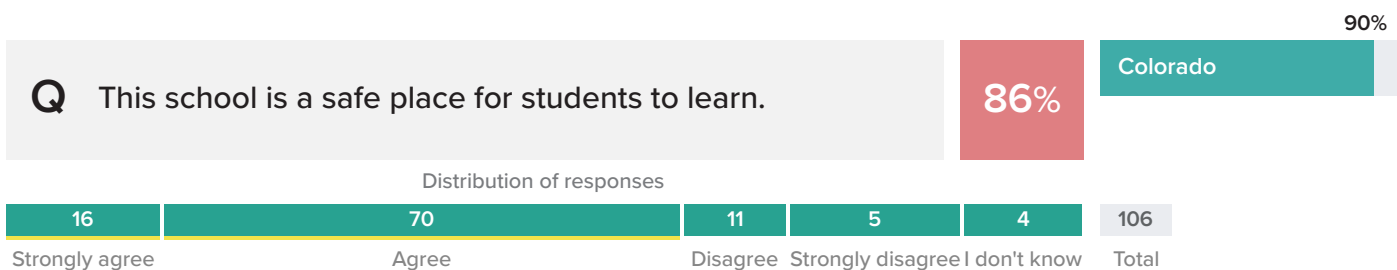 90%
Q This school is a safe place for students to learn.
86%
Colorado
Distribution of responses
16 70 11 5 4 106
Strongly agree Agree Disagree Strongly disagree I don't know Total